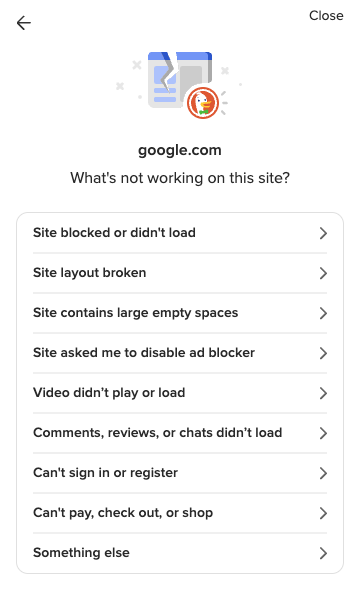 Close
google.com
What's not working on this site?
Site blocked or didn't load
Site layout broken
Site contains large empty spaces
Site asked me to disable ad blocker
Video didn’t play or load
Comments, reviews, or chats didn’t load
Can't sign in or register
Can't pay, check out, or shop
Something else